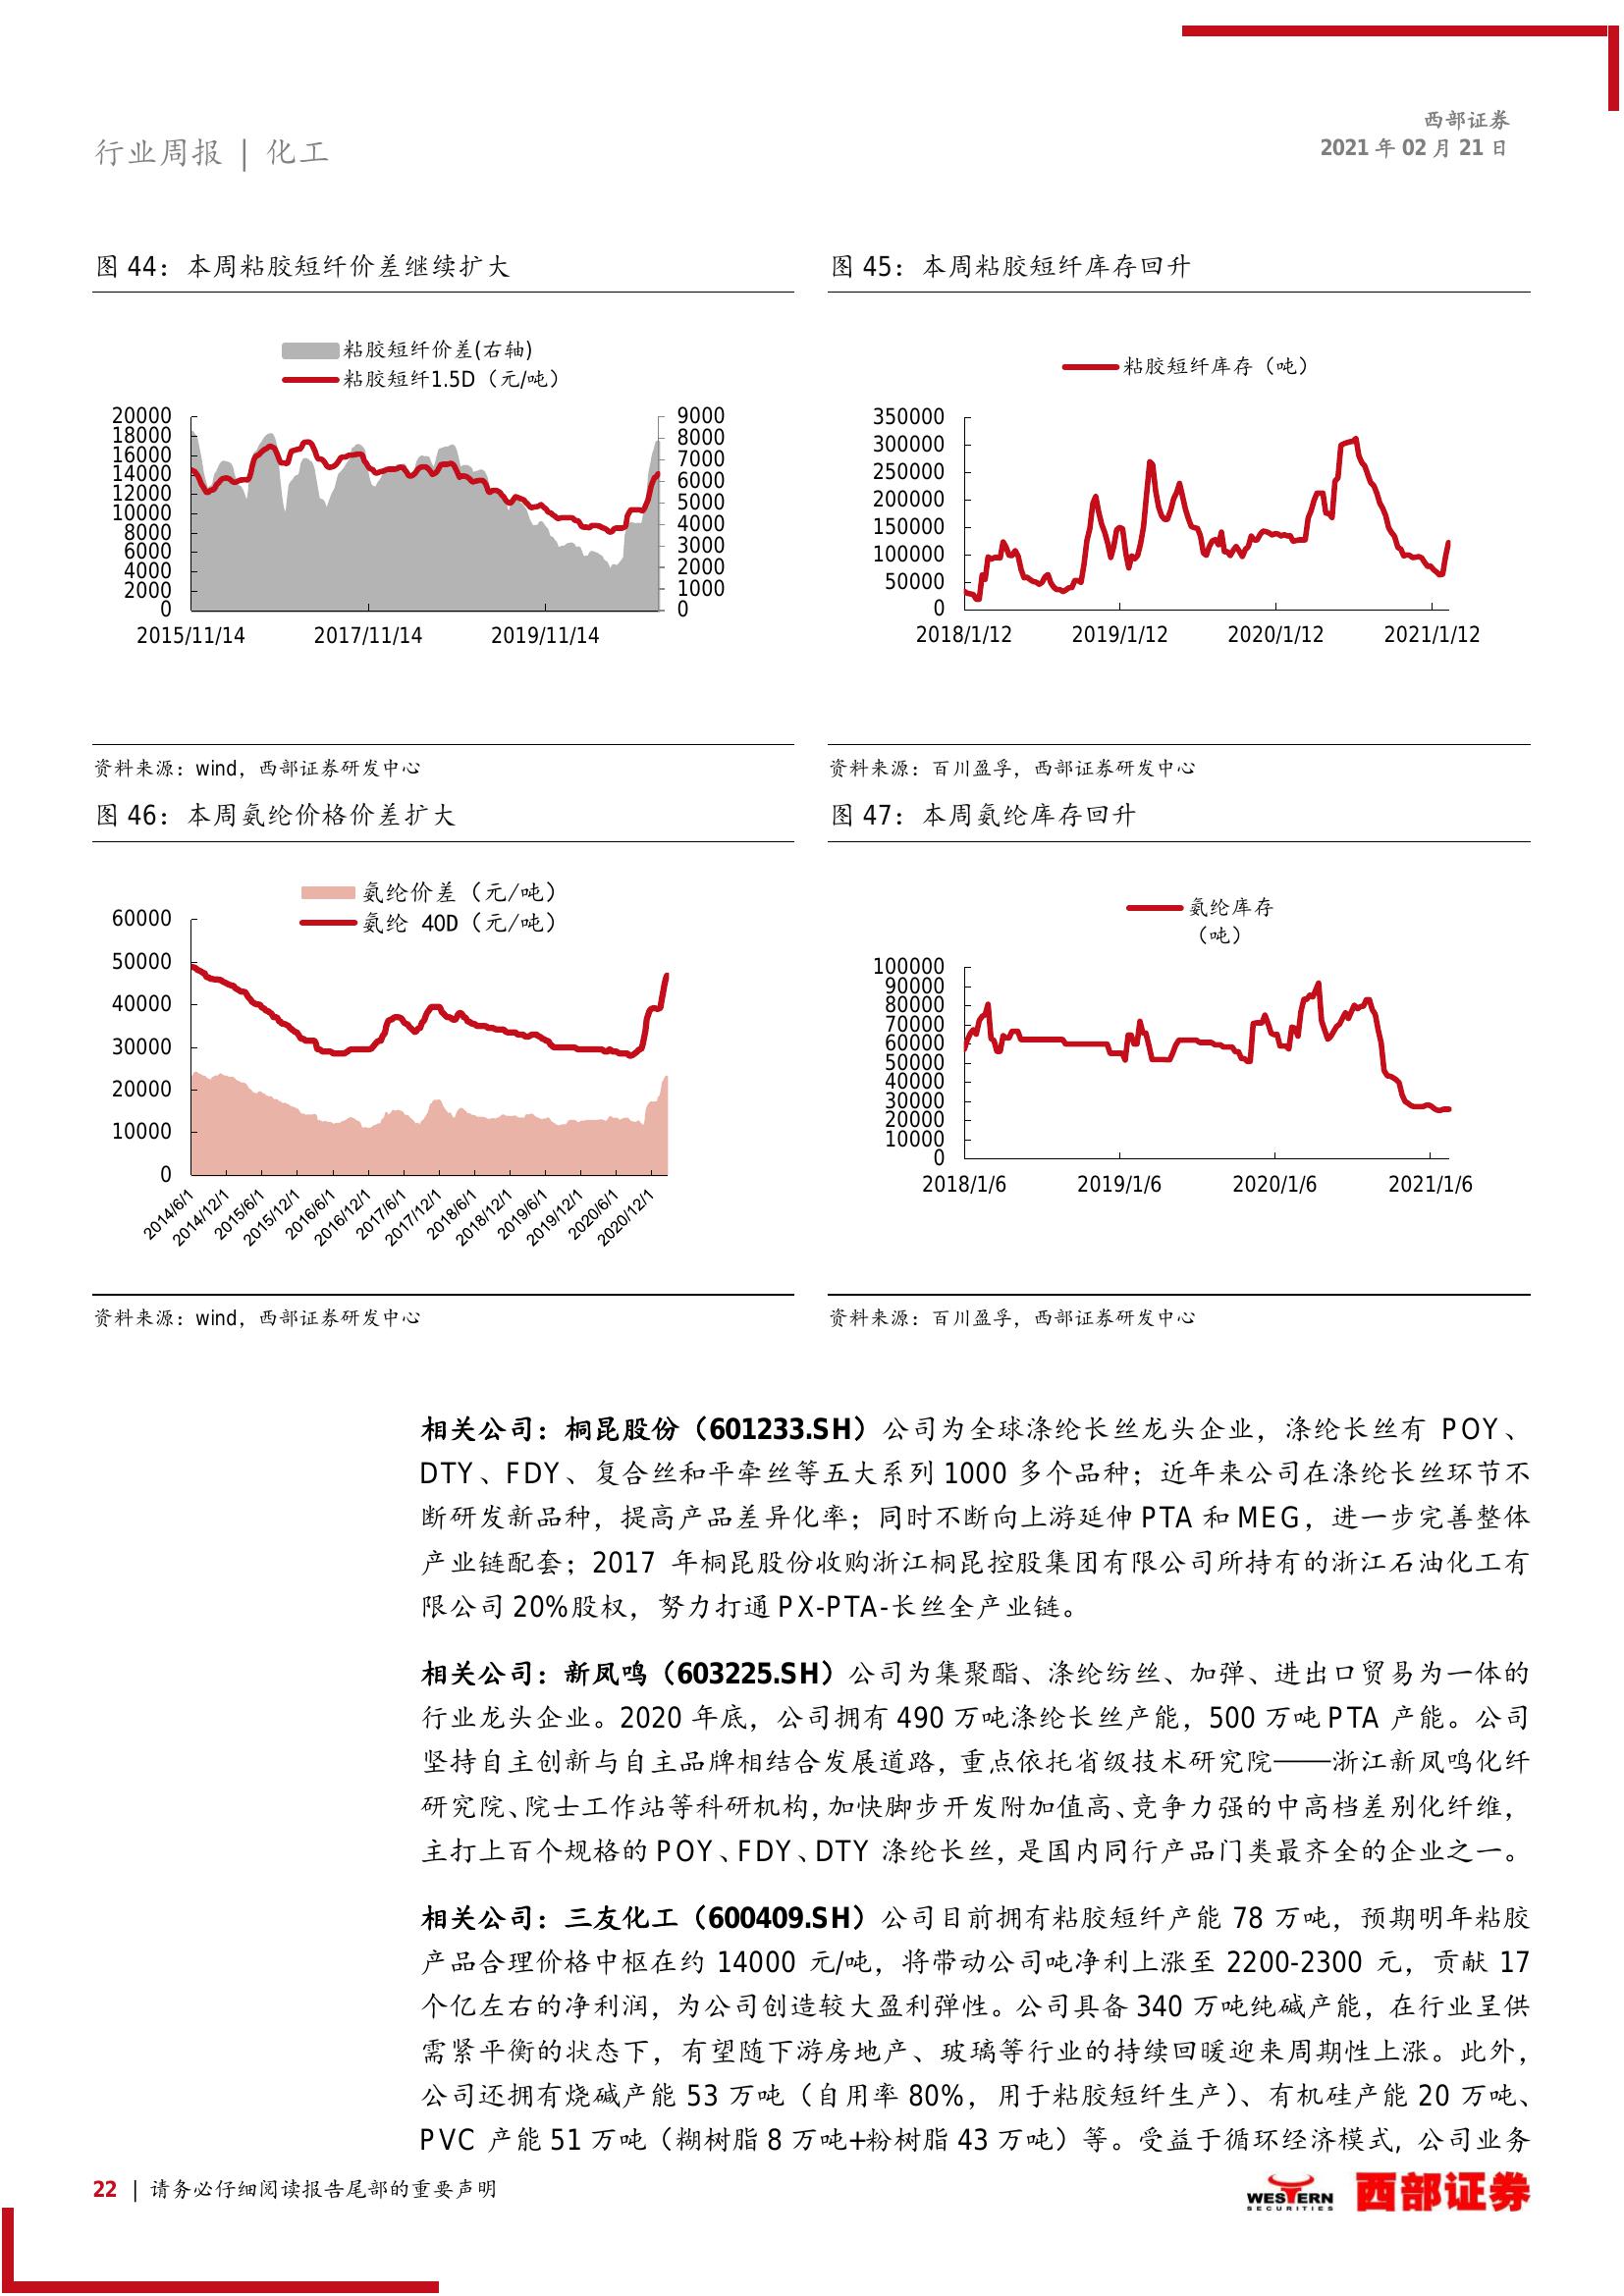 西部证券
2021 年 02 月 21 日
行业周报 | 化工
图 44：本周粘胶短纤价差继续扩大
粘胶短纤价差(右轴)
粘胶短纤1.5D（元/吨）
20000
18000
16000
14000
12000
10000
8000
6000
4000
2000
0
9000
8000
7000
6000
5000
4000
3000
2000
1000
0
2015/11/14 2017/11/14 2019/11/14
资料来源：wind，西部证券研发中心
图 45：本周粘胶短纤库存回升
粘胶短纤库存（吨）
350000
300000
250000
200000
150000
100000
50000
0
2018/1/12 2019/1/12 2020/1/12 2021/1/12
资料来源：百川盈孚，西部证券研发中心
图 46：本周氨纶价格价差扩大
氨纶价差（元/吨）
氨纶 40D（元/吨）
60000
50000
40000
30000
20000
10000
0
2014/6/1 2014/12/1 2015/6/1 2015/12/1 2016/6/1 2016/12/1 2017/6/1 2017/12/1 2018/6/1 2018/12/1 2019/6/1 2019/12/1 2020/6/1 2020/12/1
资料来源：wind，西部证券研发中心
图 47：本周氨纶库存回升
氨纶库存
（吨）
100000
90000
80000
70000
60000
50000
40000
30000
20000
10000
0
2018/1/6 2019/1/6 2020/1/6 2021/1/6
资料来源：百川盈孚，西部证券研发中心
相关公司：桐昆股份（601233.SH）公司为全球涤纶长丝龙头企业，涤纶长丝有 POY、
DTY、FDY、复合丝和平牵丝等五大系列 1000 多个品种；近年来公司在涤纶长丝环节不
断研发新品种，提高产品差异化率；同时不断向上游延伸 PTA 和 MEG，进一步完善整体
产业链配套；2017 年桐昆股份收购浙江桐昆控股集团有限公司所持有的浙江石油化工有
限公司 20%股权，努力打通 PX-PTA-长丝全产业链。
相关公司：新凤鸣（603225.SH）公司为集聚酯、涤纶纺丝、加弹、进出口贸易为一体的
行业龙头企业。2020 年底，公司拥有 490 万吨涤纶长丝产能，500 万吨 PTA 产能。公司
坚持自主创新与自主品牌相结合发展道路，重点依托省级技术研究院——浙江新凤鸣化纤
研究院、院士工作站等科研机构，加快脚步开发附加值高、竞争力强的中高档差别化纤维，
主打上百个规格的 POY、FDY、DTY 涤纶长丝，是国内同行产品门类最齐全的企业之一。
相关公司：三友化工（600409.SH）公司目前拥有粘胶短纤产能 78 万吨，预期明年粘胶
产品合理价格中枢在约 14000 元/吨，将带动公司吨净利上涨至 2200-2300 元，贡献 17
个亿左右的净利润，为公司创造较大盈利弹性。公司具备 340 万吨纯碱产能，在行业呈供
需紧平衡的状态下，有望随下游房地产、玻璃等行业的持续回暖迎来周期性上涨。此外，
公司还拥有烧碱产能 53 万吨（自用率 80%，用于粘胶短纤生产）、有机硅产能 20 万吨、
PVC 产能 51 万吨（糊树脂 8 万吨+粉树脂 43 万吨）等。受益于循环经济模式，公司业务
22 | 请务必仔细阅读报告尾部的重要声明
WESTERN
SECURITIES
西部证券